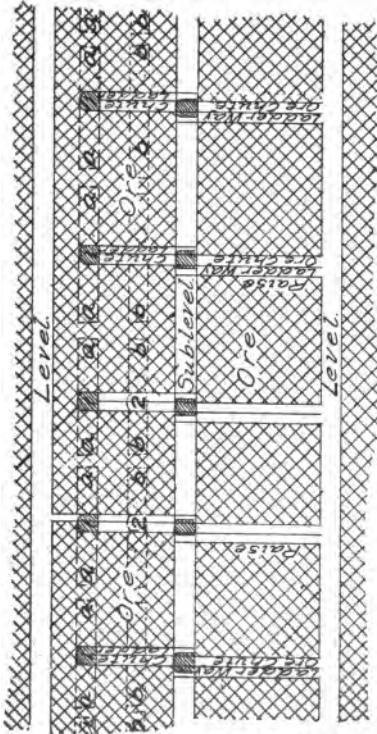 Level
a a a a a a a a a a a
Chute
Ladder
2
2
Chute
Ladder
Chute
Ladder
Ore
Ore
b b b b b b b b b
Sublevel
Ore
Ladder Way
Ore Chute
Raise
Raise
Ladder Way
Ore Chute
Ladder Way
Ore Chute
Level